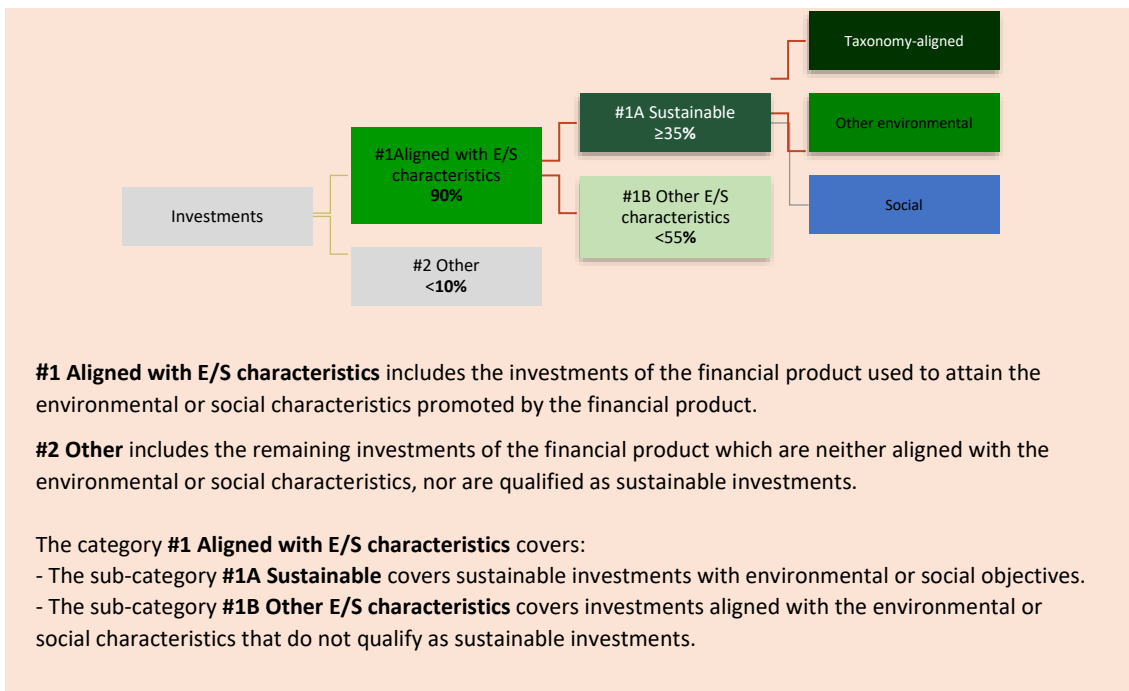 Taxonomy-aligned
#1A Sustainable
≥35%
Other environmental
#1Aligned with E/S
characteristics
90%
#1B Other E/S
characteristics
<55%
Investments
Social
#2 Other
<10%
#1 Aligned with E/S characteristics includes the investments of the financial product used to attain the
environmental or social characteristics promoted by the financial product.
#2 Other includes the remaining investments of the financial product which are neither aligned with the
environmental or social characteristics, nor are qualified as sustainable investments.
The category #1 Aligned with E/S characteristics covers:
- The sub-category #1A Sustainable covers sustainable investments with environmental or social objectives.
- The sub-category #1B Other E/S characteristics covers investments aligned with the environmental or
social characteristics that do not qualify as sustainable investments.